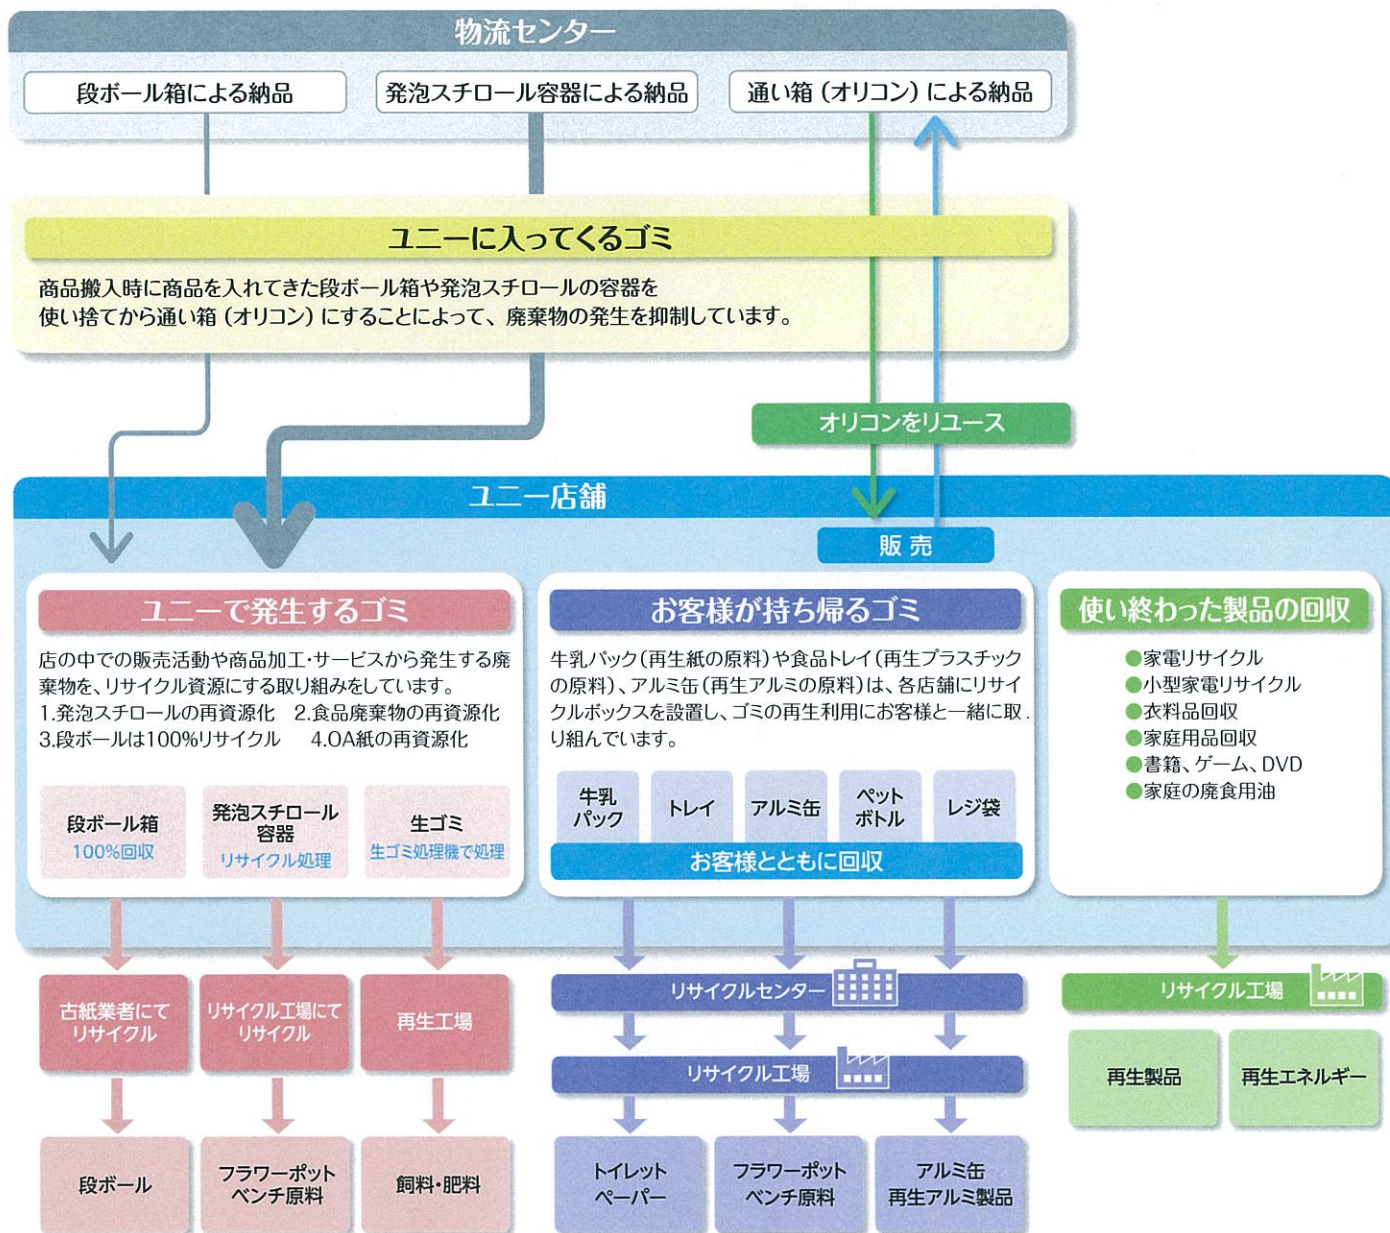 物流センター
段ボール箱による納品
発泡スチロール容器による納品
通い箱（オリコン）による納品
ユニーに入ってくるゴミ
商品搬入時に商品を入れてきた段ボール箱や発泡スチロールの容器を
使い捨てから通い箱（オリコン）にすることによって、廃棄物の発生を抑制しています。
オリコンをリユース
ユニー店舗
販売
ユニーで発生するゴミ
店の中での販売活動や商品加工・サービスから発生する廃
棄物を、リサイクル資源にする取り組みをしています。
1.発泡スチロールの再資源化　2.食品廃棄物の再資源化
3.段ボールは100%リサイクル　4.OA紙の再資源化
段ボール箱
100%回収
発泡スチロール
容器
リサイクル処理
生ゴミ
生ゴミ処理機で処理
お客様が持ち帰るゴミ
牛乳パック（再生紙の原料）や食品トレイ（再生プラスチック
の原料）、アルミ缶（再生アルミの原料）は、各店舗にリサイ
クルボックスを設置し、ゴミの再生利用にお客様と一緒に取
り組んでいます。
牛乳
パック
トレイ
アルミ缶
ペット
ボトル
レジ袋
お客様とともに回収
使い終わった製品の回収
●家電リサイクル
●小型家電リサイクル
●衣料品回収
●家庭用品回収
●書籍、ゲーム、DVD
●家庭の廃食用油
古紙業者にて
リサイクル
リサイクル工場にて
リサイクル
再生工場
段ボール
フラワーポット
ベンチ原料
飼料・肥料
リサイクルセンター
リサイクル工場
トイレット
ペーパー
フラワーポット
ベンチ原料
アルミ缶
再生アルミ製品
リサイクル工場
再生製品
再生エネルギー